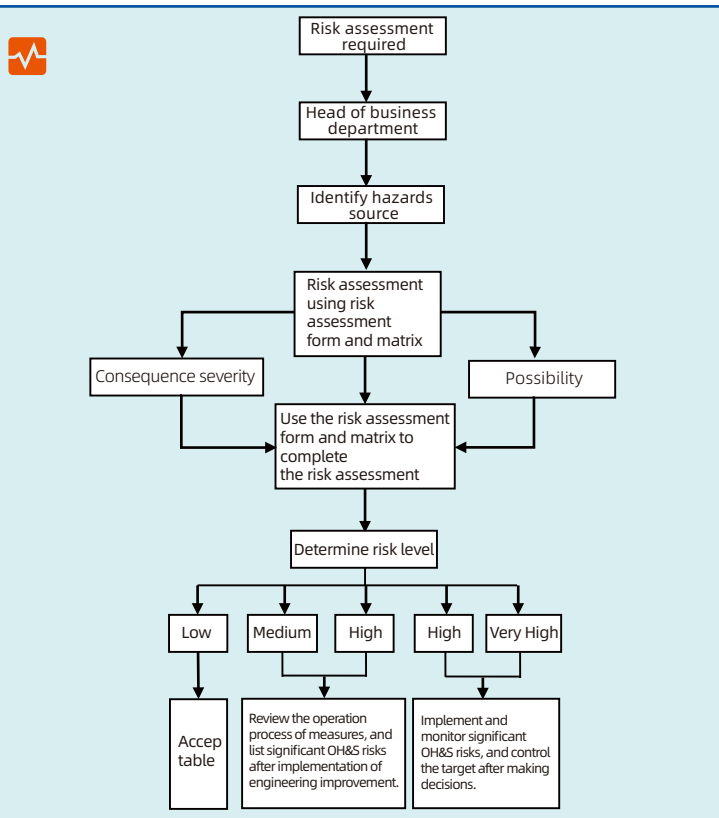 Risk assessment
required
Head of business
department
Identify hazards
source
Risk assessment
using risk
assessment
form and matrix
Consequence severity
Possibility
Use the risk assessment
form and matrix to
complete
the risk assessment
Determine risk level
Low
Medium
High
High
Very High
Accep
table
Review the operation
process of measures, and
list significant OH&S risks
after implementation of
engineering improvement.
Implement and
monitor significant
OH&S risks, and control
the target after making
decisions.